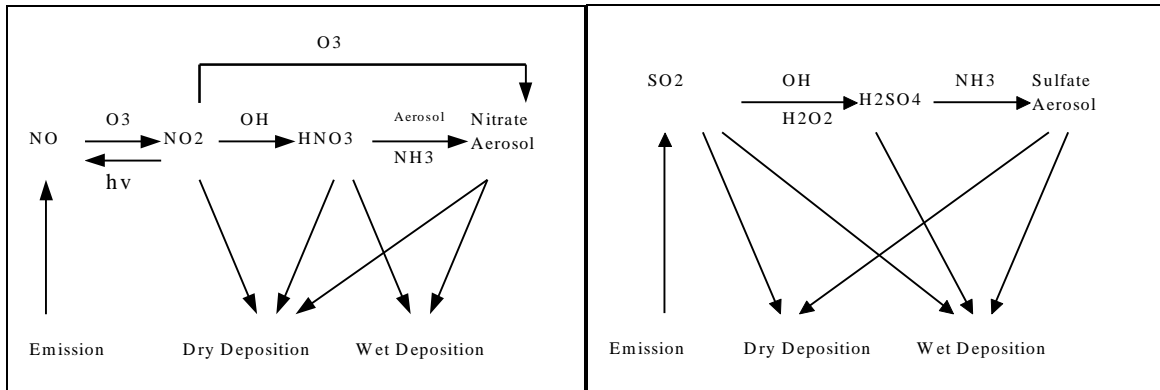 O3
O3
OH
Aerosol
Nitrate
NO
NO2
HNO3
Aerosol
NH3
hv
Emission
Dry Deposition
Wet Deposition
SO2
OH
NH3
Sulfate
H2SO4
Aerosol
H2O2
Emission
Dry Deposition
Wet Deposition